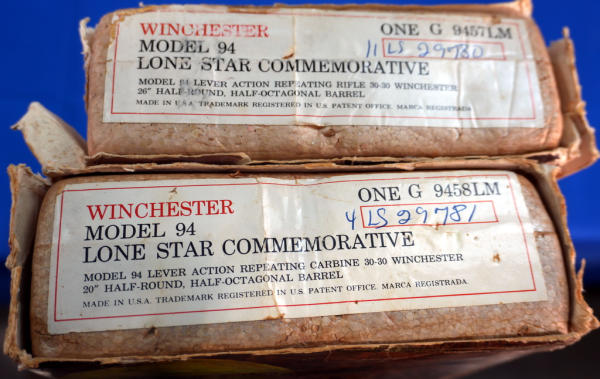 WINCHESTER ONE G 9457LM
MODEL 94 11 LS 29780
LONE STAR COMMEMORATIVE
MODEL 94 LEVER ACTION REPEATING RIFLE 30-30 WINCHESTER
26" HALF-ROUND, HALF-OCTAGONAL BARREL
MADE IN U.S.A. TRADEMARK REGISTERED IN U.S. PATENT OFFICE. MARCA REGISTRADA
WINCHESTER ONE G 9458LM
MODEL 94 4 LS 29781
LONE STAR COMMEMORATIVE
MODEL 94 LEVER ACTION REPEATING CARBINE 30-30 WINCHESTER
20" HALF-ROUND, HALF-OCTAGONAL BARREL
MADE IN U.S.A. TRADEMARK REGISTERED IN U.S. PATENT OFFICE. MARCA REGISTRADA